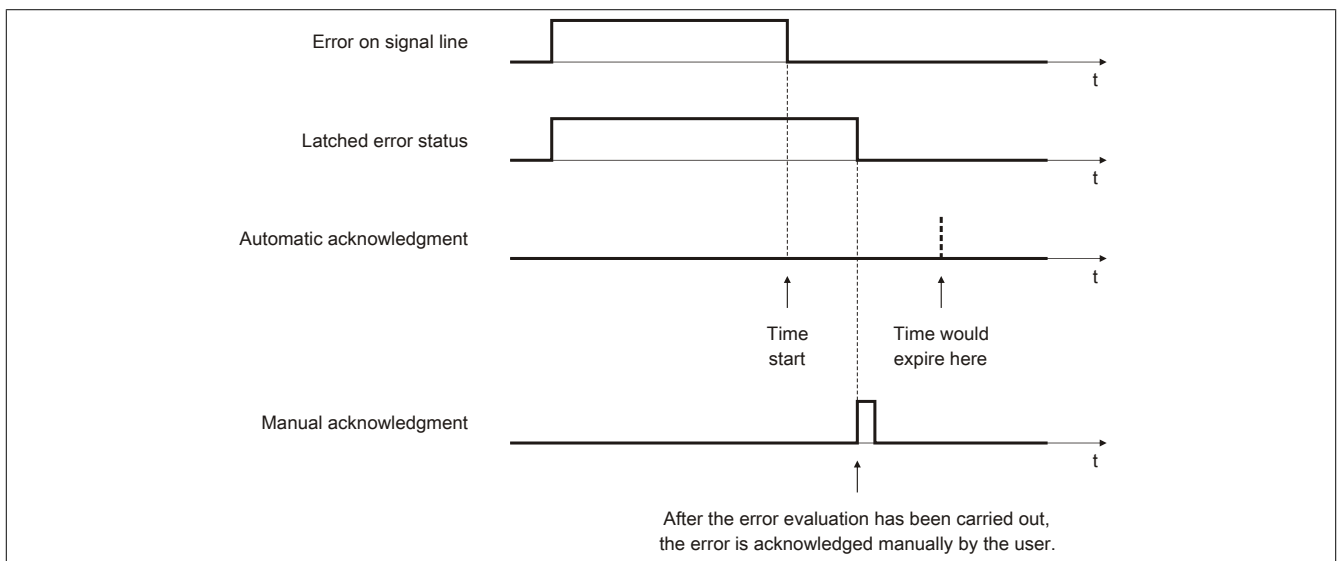 Error on signal line
t
Latched error status
t
Automatic acknowledgment
t
Time
start
Time would
expire here
Manual acknowledgment
t
After the error evaluation has been carried out,
the error is acknowledged manually by the user.